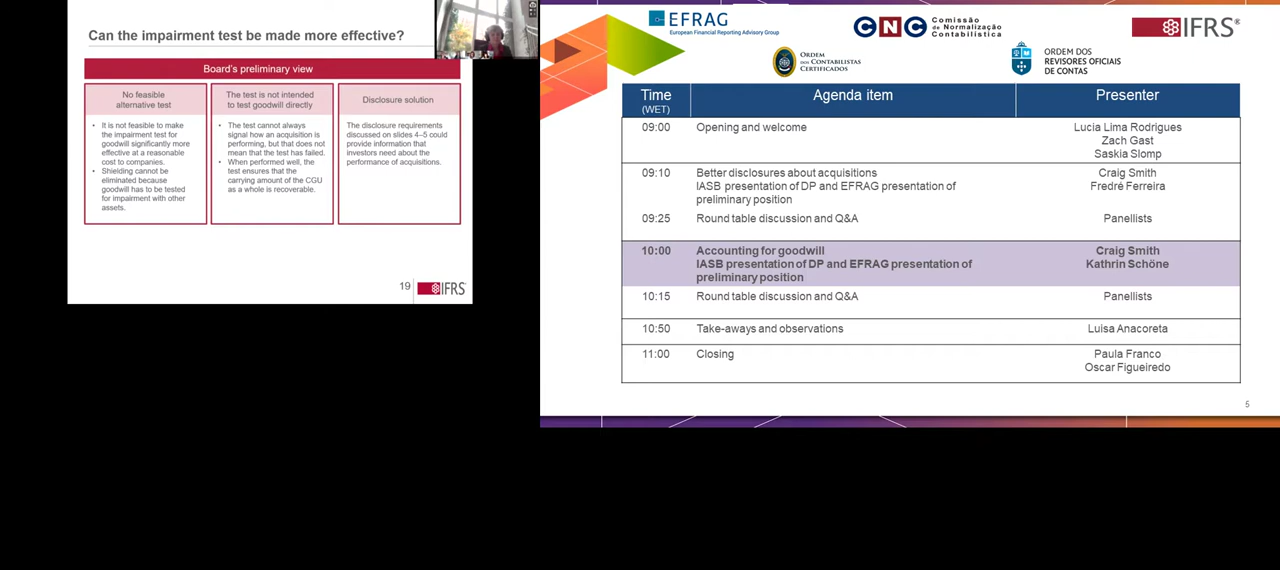 Can the impairment test be made more effective?
Board's preliminary view
No feasible
alternative test
• It is not feasible to make
the impairment test for
goodwill significantly more
effective at a reasonable
cost to companies.
• Shielding cannot be
eliminated because
goodwill has to be tested
for impairment with other
assets.
The test is not intended
to test goodwill directly
• The test cannot always
signal how an acquisition is
performing, but that does not
mean that the test has failed.
• When performed well, the
test ensures that the
carrying amount of the CGU
as a whole is recoverable.
Disclosure solution
The disclosure requirements
discussed on slides 4–5 could
provide information that
investors need about the
performance of acquisitions.
19
IFRS®
EFRAG
European Financial Reporting Advisory Group
CNC
Comissão
de Normalização
Contabilística
IFRS®
ORDEM
DOS CONTABILISTAS
CERTIFICADOS
ORDEM DOS
REVISORES OFICIAIS
DE CONTAS
Time
(WET)
Agenda item
Presenter
09:00
Opening and welcome
Lucia Lima Rodrigues
Zach Gast
Saskia Slomp
09:10
Better disclosures about acquisitions
IASB presentation of DP and EFRAG presentation of
preliminary position
Craig Smith
Fredré Ferreira
09:25
Round table discussion and Q&A
Panellists
10:00
Accounting for goodwill
IASB presentation of DP and EFRAG presentation of
preliminary position
Craig Smith
Kathrin Schöne
10:15
Round table discussion and Q&A
Panellists
10:50
Take-aways and observations
Luisa Anacoreta
11:00
Closing
Paula Franco
Oscar Figueiredo
5